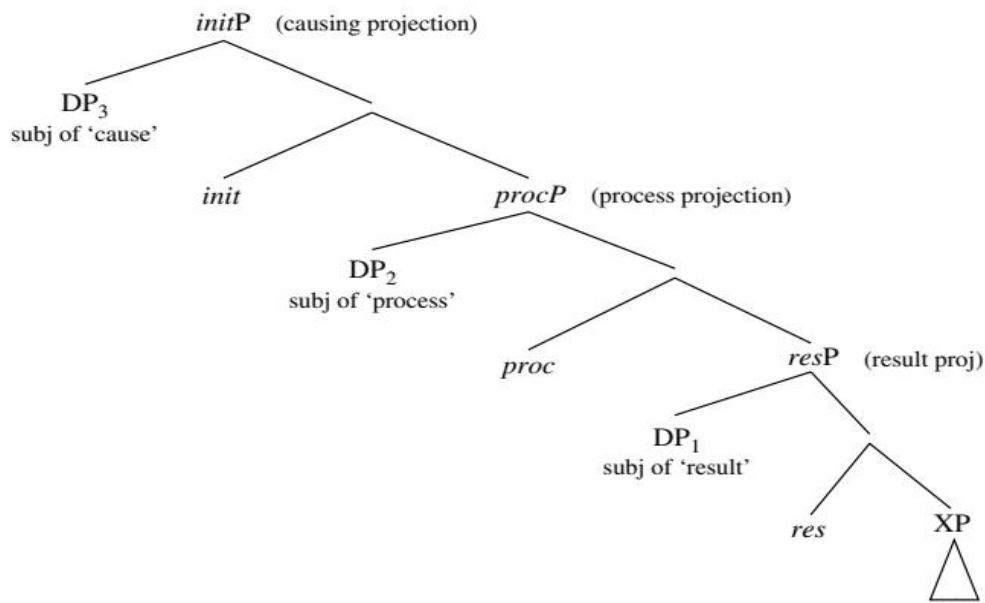 initP (causing projection)
DP₃
subj of ‘cause’
init
procP (process projection)
DP₂
subj of ‘process’
proc
resP (result proj)
DP₁
subj of ‘result’
res
XP